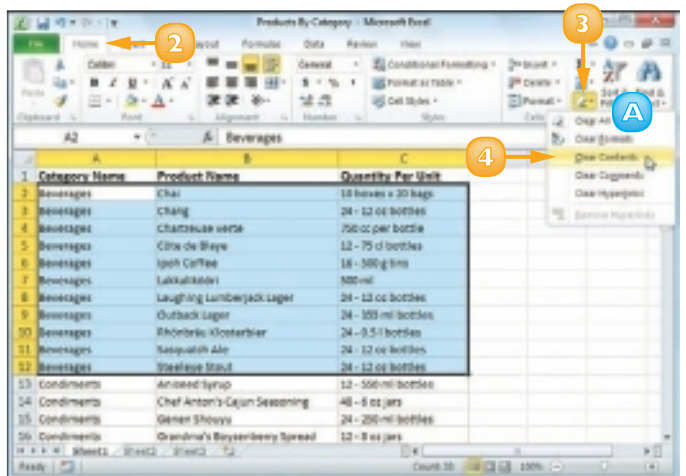 Products By Category - Microsoft Excel
File Home Formulas Data Review View
2 3
Calibri General Conditional Formatting Insert
Paste B I U A Format as Table Delete
Cell Styles Format
Clipboard Font Alignment Number Styles
A
A2 fx Beverages
Clear All
Clear Formats
4 Clear Contents
Clear Comments
Clear Hyperlinks
Remove Hyperlinks
A B C
1 Category Name Product Name Quantity Per Unit
2 Beverages Chai 10 boxes x 20 bags
3 Beverages Chang 24 - 12 oz bottles
4 Beverages Chartreuse verte 750 cc per bottle
5 Beverages Côte de Blaye 12 - 75 cl bottles
6 Beverages Ipoh Coffee 16 - 500 g tins
7 Beverages Lakkalikööri 500 ml
8 Beverages Laughing Lumberjack Lager 24 - 12 oz bottles
9 Beverages Outback Lager 24 - 355 ml bottles
10 Beverages Rhönbräu Klosterbier 24 - 0.5 l bottles
11 Beverages Sasquatch Ale 24 - 12 oz bottles
12 Beverages Steeleye Stout 24 - 12 oz bottles
13 Condiments Aniseed Syrup 12 - 550 ml bottles
14 Condiments Chef Anton's Cajun Seasoning 48 - 6 oz jars
15 Condiments Genen Shouyu 24 - 250 ml bottles
16 Condiments Grandma's Boysenberry Spread 12 - 8 oz jars
Sheet1 Sheet2 Sheet3
Ready Count: 33 100%